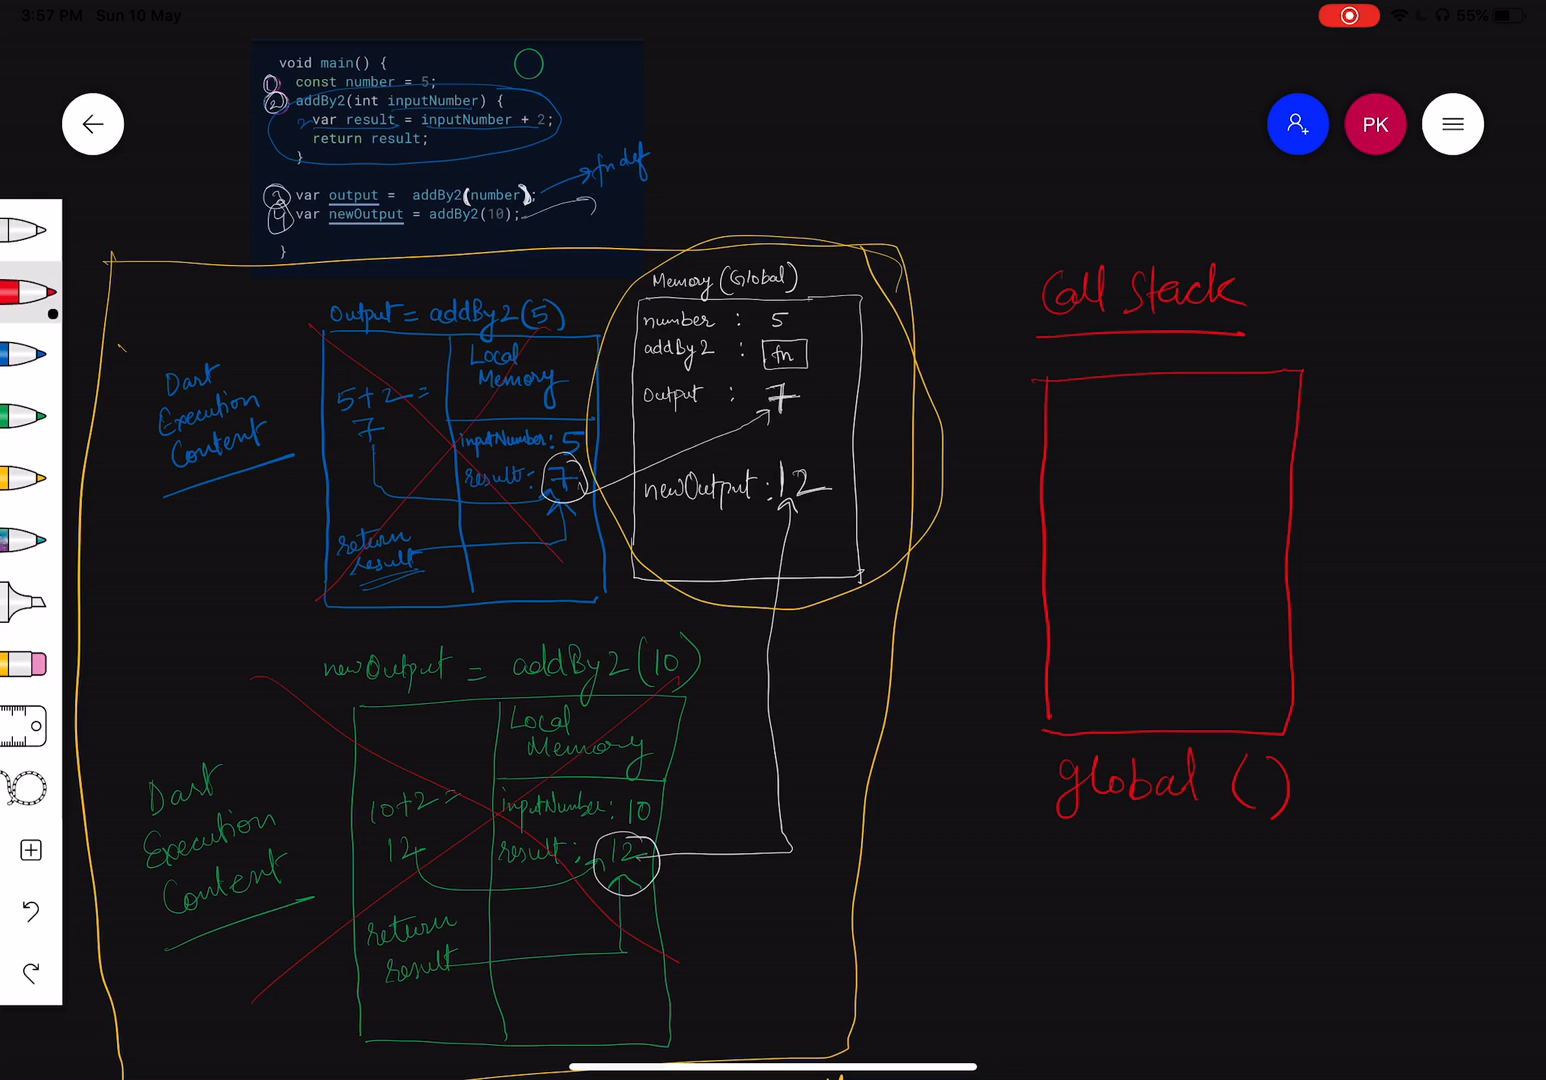 3:57 PM Sun 10 May
55%
PK
void main() {
① const number = 5;
② addBy2(int inputNumber) {
var result = inputNumber + 2;
return result;
}
fn def
③ var output = addBy2(number);
④ var newOutput = addBy2(10);
}
Output = addBy2(5)
Local
Memory
5+2=
7
inputNumber: 5
result: 7
return
result
Dart
Execution
Content
Memory (Global)
number : 5
addBy2 : fn
Output : 7
newOutput : 12
newOutput = addBy2(10)
Local
Memory
10+2=
12
inputNumber: 10
result: 12
return
result
Dart
Execution
Content
Call Stack
global ()